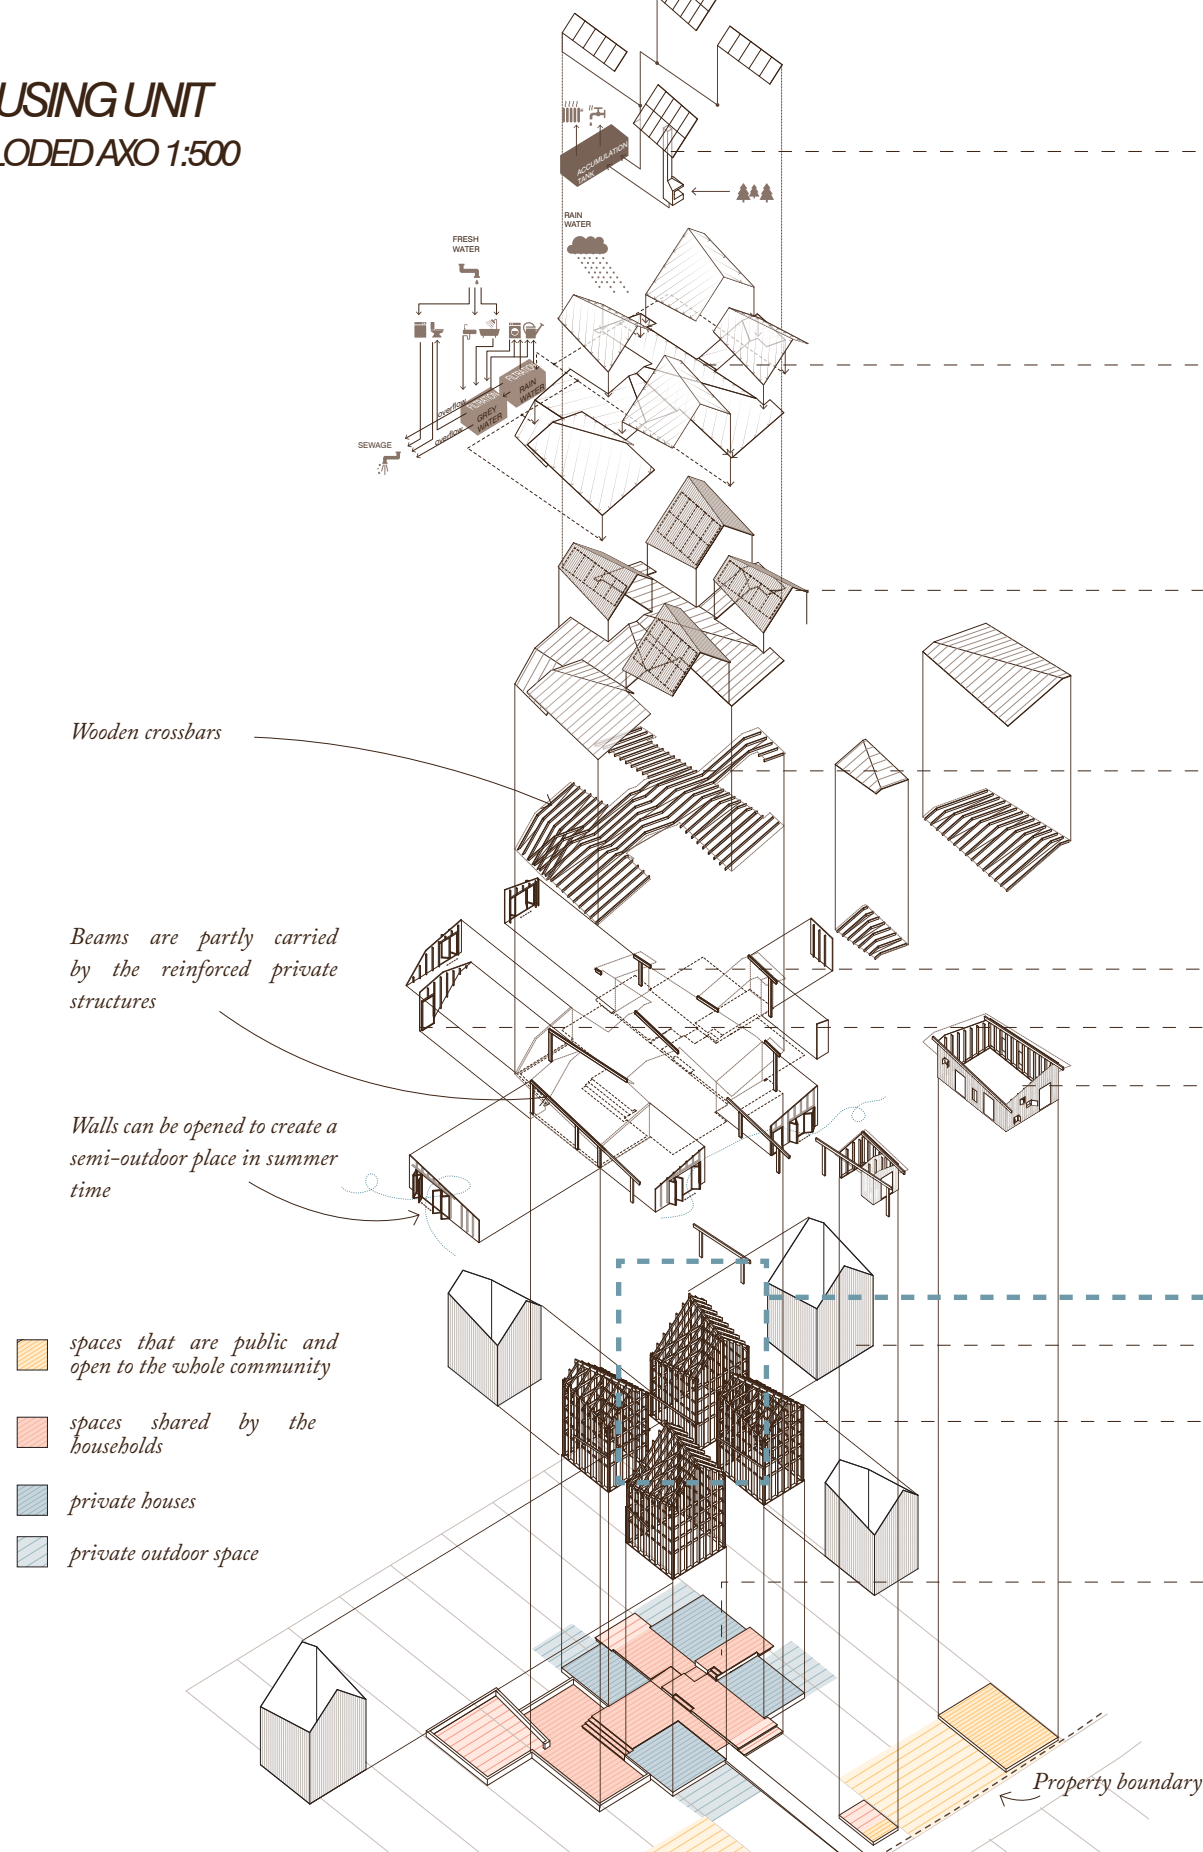 USING UNIT
LODED AXO 1:500
ACCUMULATION
TANK
RAIN
WATER
FRESH
WATER
FILTRATION
RAIN
WATER
FILTRATION
GREY
WATER
overflow
overflow
SEWAGE
Wooden crossbars
Beams are partly carried
by the reinforced private
structures
Walls can be opened to create a
semi-outdoor place in summer
time
spaces that are public and
open to the whole community
spaces shared by the
households
private houses
private outdoor space
Property boundary